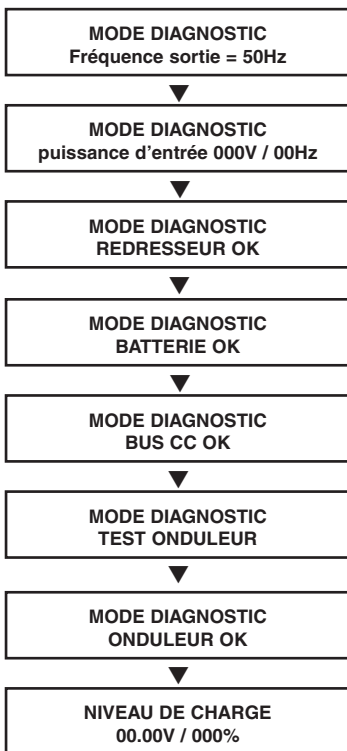 MODE DIAGNOSTIC
Fréquence sortie = 50Hz
MODE DIAGNOSTIC
puissance d'entrée 000V / 00Hz
MODE DIAGNOSTIC
REDRESSEUR OK
MODE DIAGNOSTIC
BATTERIE OK
MODE DIAGNOSTIC
BUS CC OK
MODE DIAGNOSTIC
TEST ONDULEUR
MODE DIAGNOSTIC
ONDULEUR OK
NIVEAU DE CHARGE
00.00V / 000%